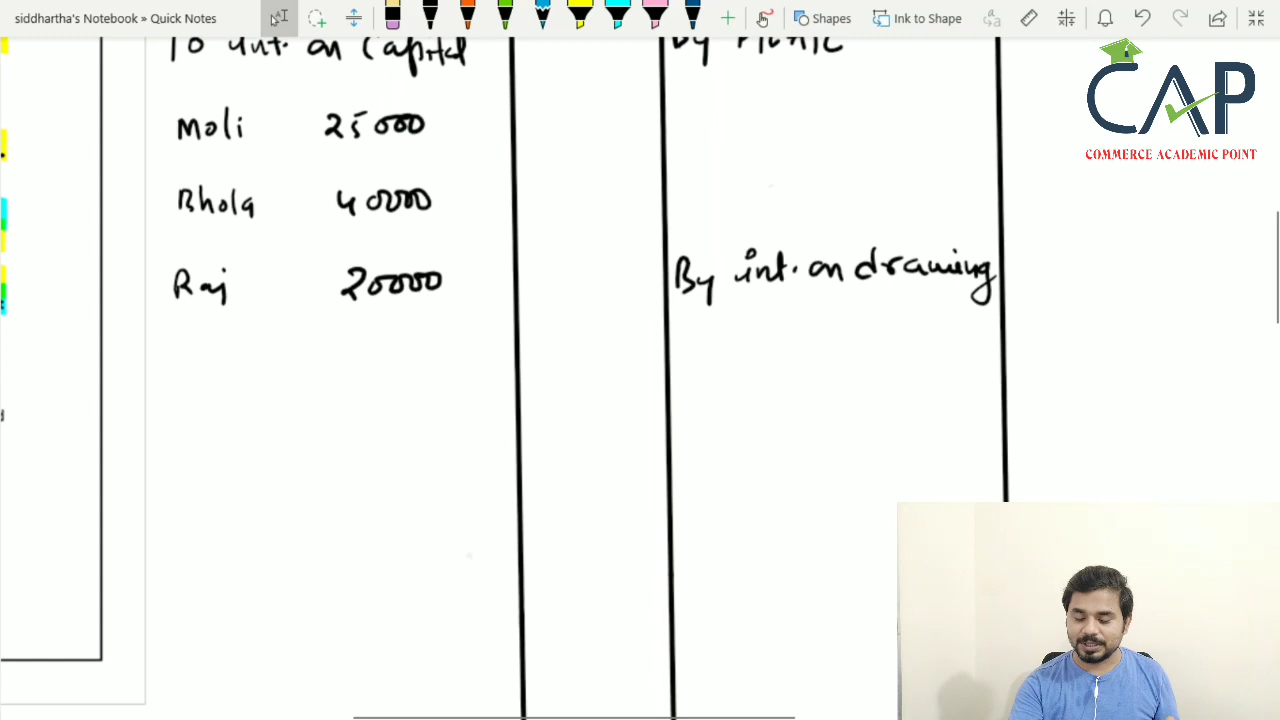 siddhartha's Notebook » Quick Notes
Shapes
Ink to Shape
To int. on Capital
Moli 25000
Bhola 40000
Raj 20000
By
By int. on drawing
CAP
COMMERCE ACADEMIC POINT